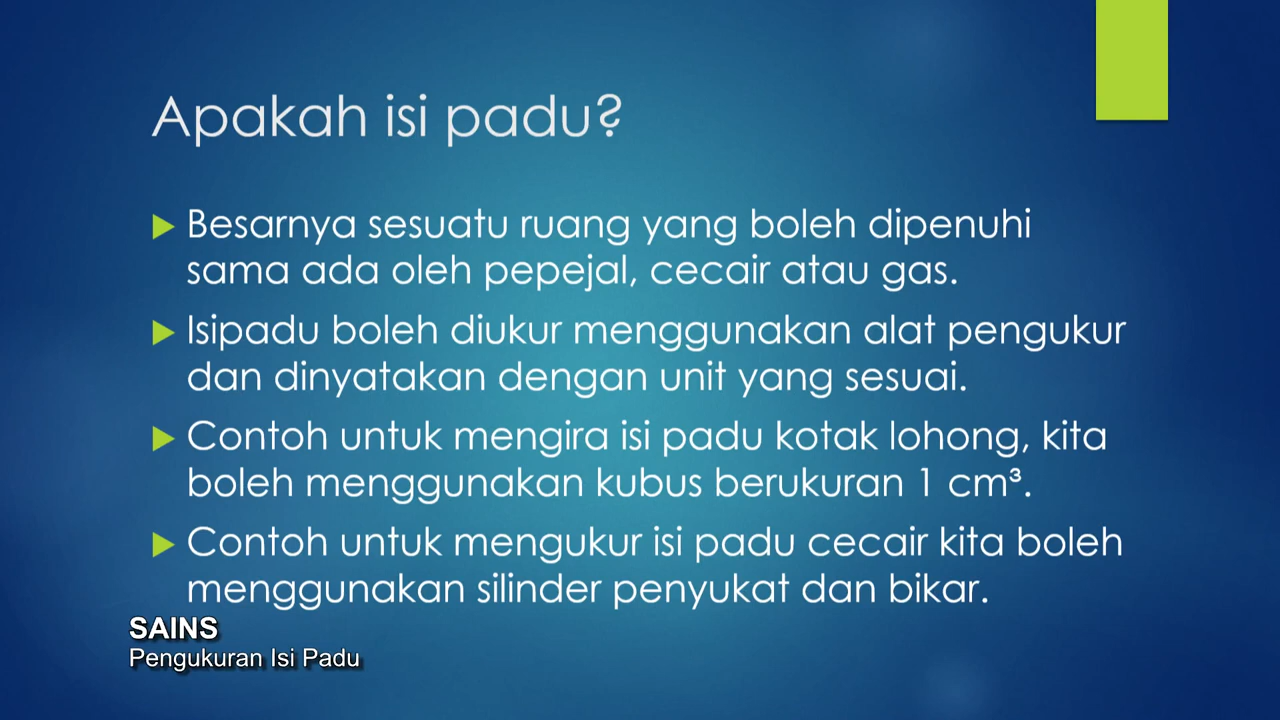 Apakah isi padu?
Besarnya sesuatu ruang yang boleh dipenuhi
sama ada oleh pepejal, cecair atau gas.
Isipadu boleh diukur menggunakan alat pengukur
dan dinyatakan dengan unit yang sesuai.
Contoh untuk mengira isi padu kotak lohong, kita
boleh menggunakan kubus berukuran 1 cm³.
Contoh untuk mengukur isi padu cecair kita boleh
menggunakan silinder penyukat dan bikar.
SAINS
Pengukuran Isi Padu